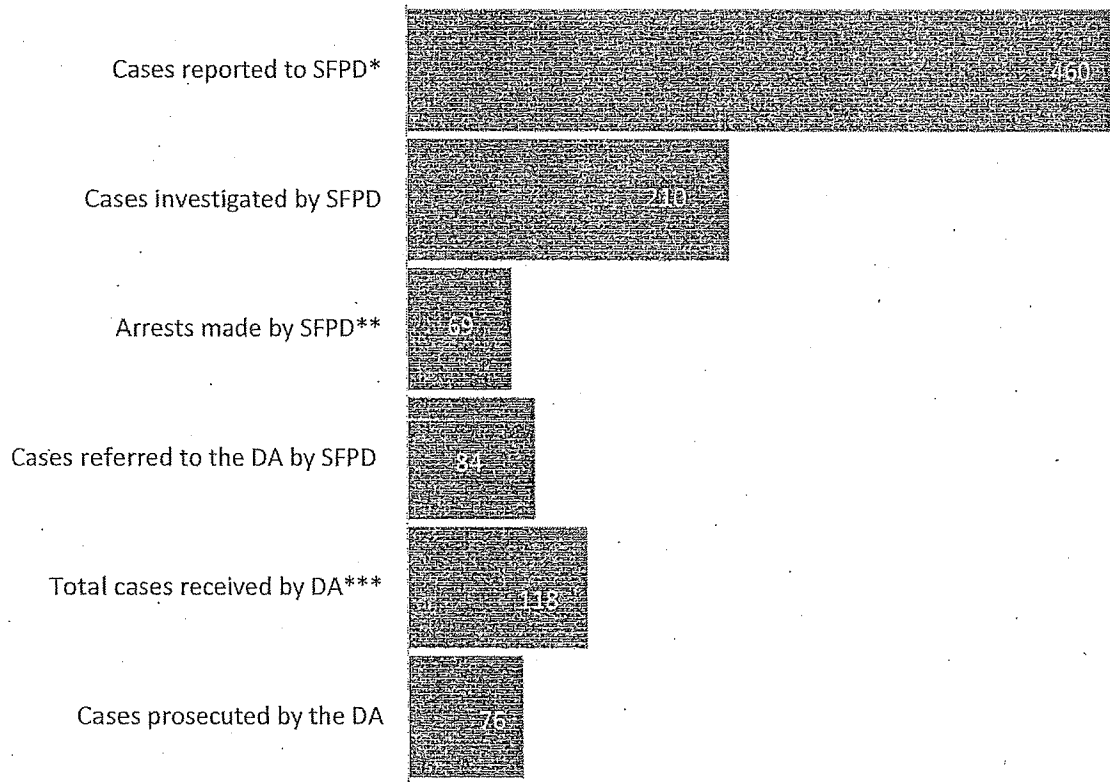 Cases reported to SFPD*
460
Cases investigated by SFPD
210
Arrests made by SFPD**
69
Cases referred to the DA by SFPD
84
Total cases received by DA***
118
Cases prosecuted by the DA
76